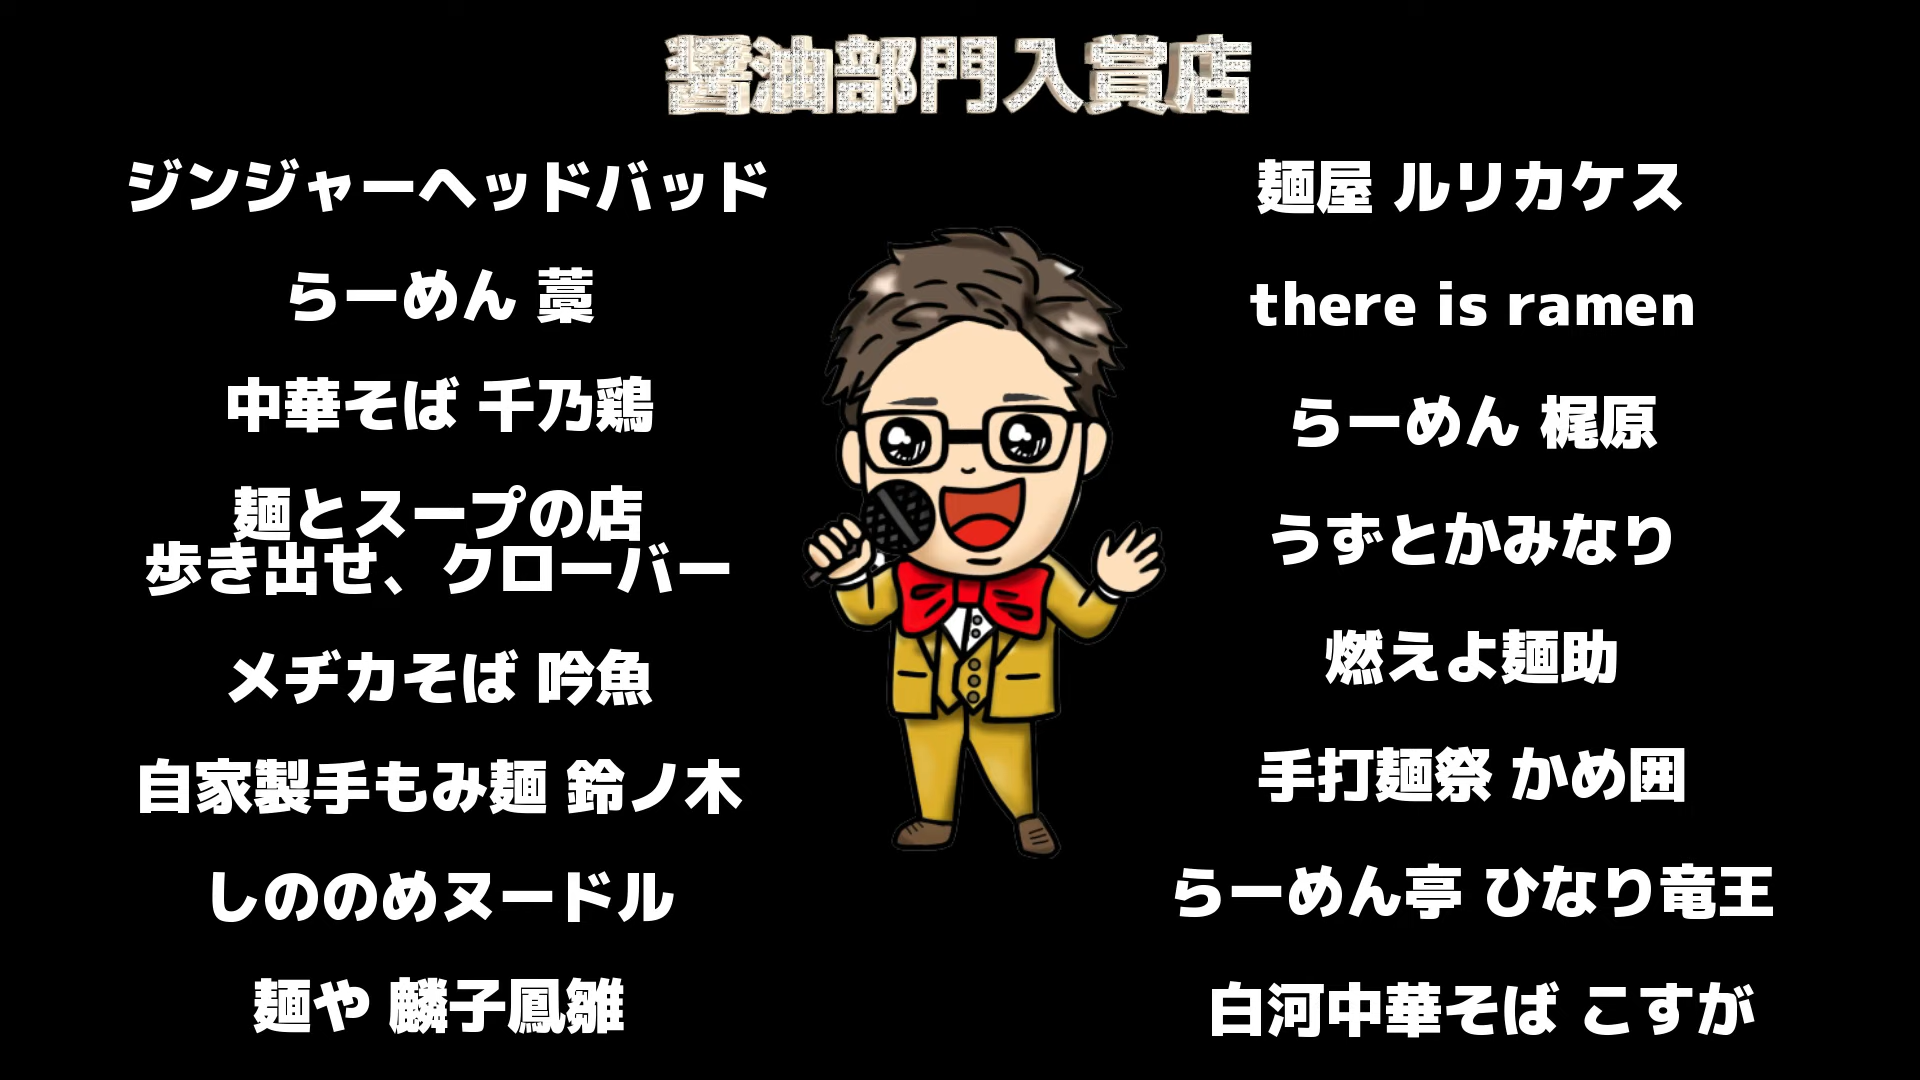 醤油部門入賞店
ジンジャーヘッドバッド
らーめん 藁
中華そば 千乃鶏
麺とスープの店
歩き出せ、クローバー
メヂカそば 吟魚
自家製手もみ麺 鈴ノ木
しののめヌードル
麺や 麟子鳳雛
麺屋 ルリカケス
there is ramen
らーめん 梶原
うずとかみなり
燃えよ麺助
手打麺祭 かめ囲
らーめん亭 ひなり竜王
白河中華そば こすが